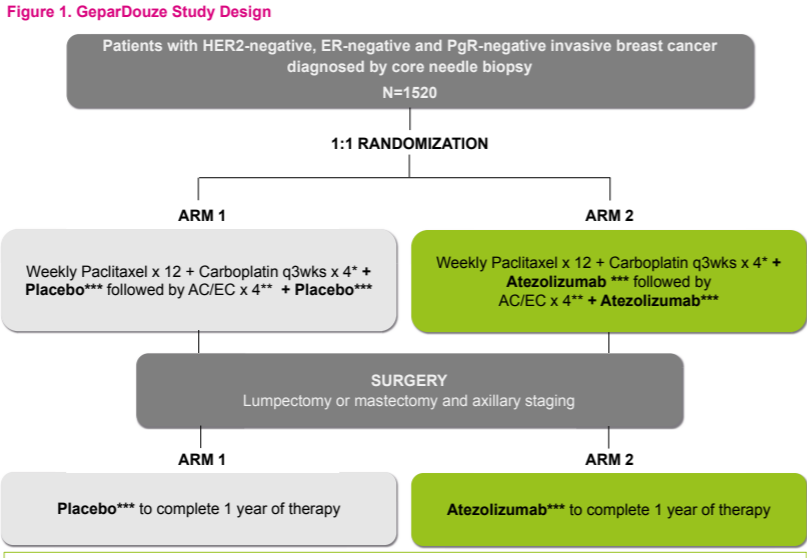 Figure 1. GeparDouze Study Design
Patients with HER2-negative, ER-negative and PgR-negative invasive breast cancer
diagnosed by core needle biopsy
N=1520
1:1 RANDOMIZATION
ARM 1
Weekly Paclitaxel x 12 + Carboplatin q3wks x 4* +
Placebo*** followed by AC/EC x 4** + Placebo***
ARM 2
Weekly Paclitaxel x 12 + Carboplatin q3wks x 4* +
Atezolizumab *** followed by
AC/EC x 4** + Atezolizumab***
SURGERY
Lumpectomy or mastectomy and axillary staging
ARM 1
Placebo*** to complete 1 year of therapy
ARM 2
Atezolizumab*** to complete 1 year of therapy